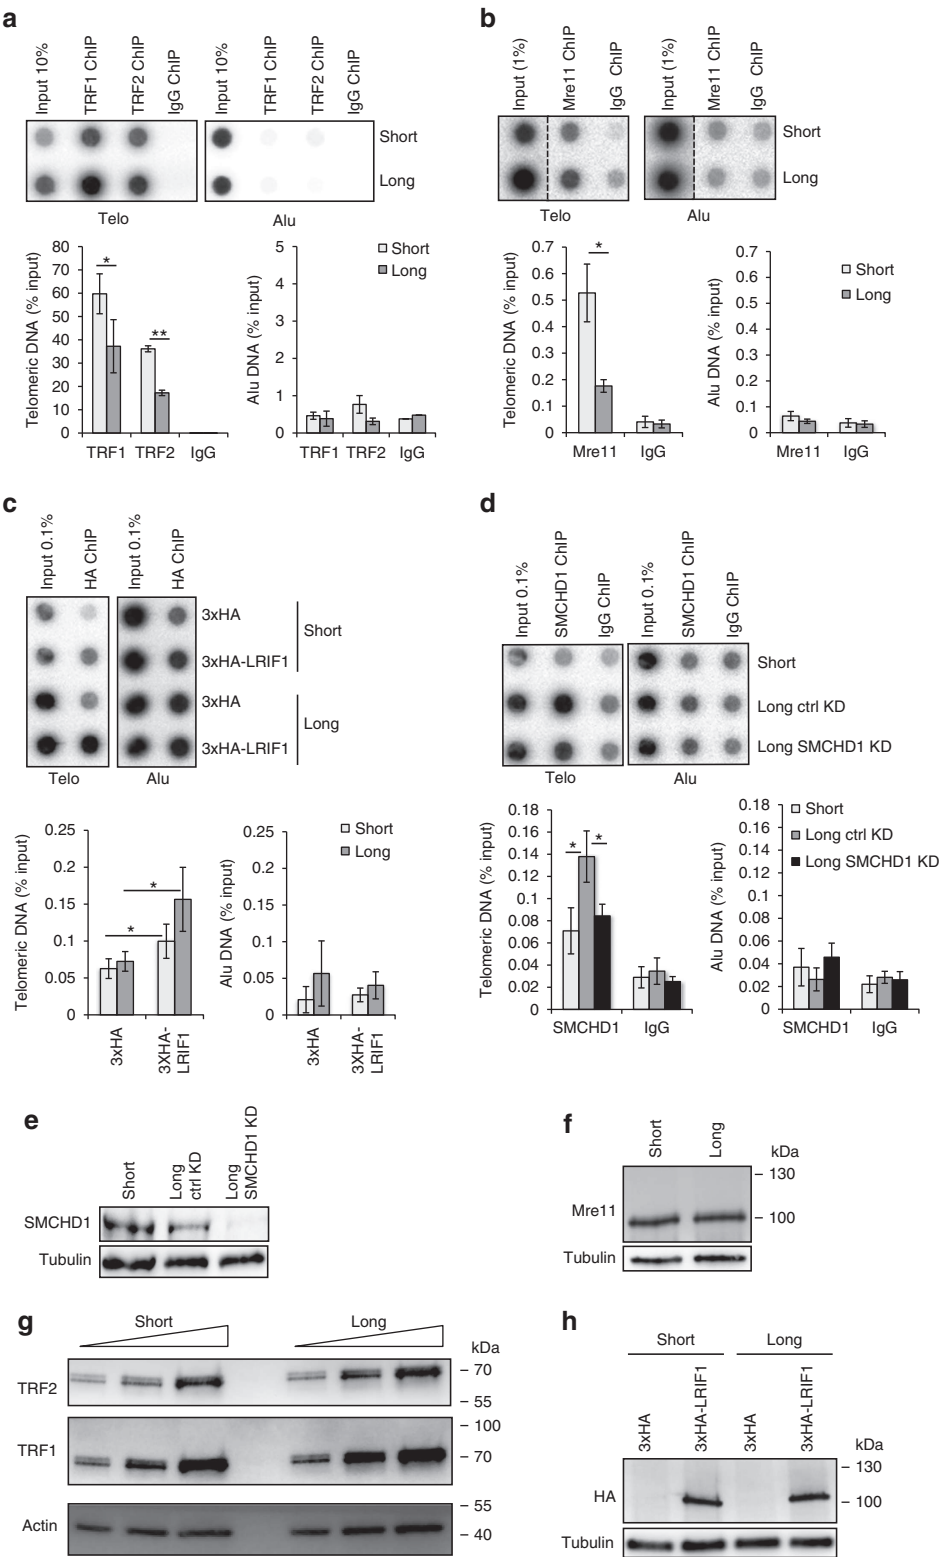 a
Input 10%
TRF1 ChIP
TRF2 ChIP
IgG ChIP
Input 10%
TRF1 ChIP
TRF2 ChIP
IgG ChIP
Short
Long
Telo
Alu
Telomeric DNA (% input)
80
70
60
50
40
30
20
10
0
*
**
TRF1 TRF2 IgG
Alu DNA (% input)
5
4
3
2
1
0
Short
Long
TRF1 TRF2 IgG
b
Input (1%)
Mre11 ChIP
IgG ChIP
Input (1%)
Mre11 ChIP
IgG ChIP
Short
Long
Telo
Alu
Telomeric DNA (% input)
0.7
0.6
0.5
0.4
0.3
0.2
0.1
0
*
Mre11 IgG
Alu DNA (% input)
0.7
0.6
0.5
0.4
0.3
0.2
0.1
0
Short
Long
Mre11 IgG
c
Input 0.1%
HA ChIP
Input 0.1%
HA ChIP
3xHA
3xHA-LRIF1
Short
3xHA
3xHA-LRIF1
Long
Telo
Alu
Telomeric DNA (% input)
0.25
0.2
0.15
0.1
0.05
0
*
*
3xHA
3XHA-
LRIF1
Alu DNA (% input)
0.25
0.2
0.15
0.1
0.05
0
Short
Long
3xHA
3XHA-
LRIF1
d
Input 0.1%
SMCHD1 ChIP
IgG ChIP
Input 0.1%
SMCHD1 ChIP
IgG ChIP
Short
Long ctrl KD
Long SMCHD1 KD
Telo
Alu
Telomeric DNA (% input)
0.18
0.16
0.14
0.12
0.1
0.08
0.06
0.04
0.02
0
*
*
SMCHD1 IgG
Alu DNA (% input)
0.18
0.16
0.14
0.12
0.1
0.08
0.06
0.04
0.02
0
Short
Long ctrl KD
Long SMCHD1 KD
SMCHD1 IgG
e
Short
Long
ctrl KD
Long
SMCHD1 KD
SMCHD1
Tubulin
f
Short
Long
kDa
130
100
Mre11
Tubulin
g
Short
Long
kDa
TRF2
70
55
TRF1
100
70
Actin
55
40
h
Short
Long
3xHA
3xHA-LRIF1
3xHA
3xHA-LRIF1
kDa
130
100
HA
Tubulin